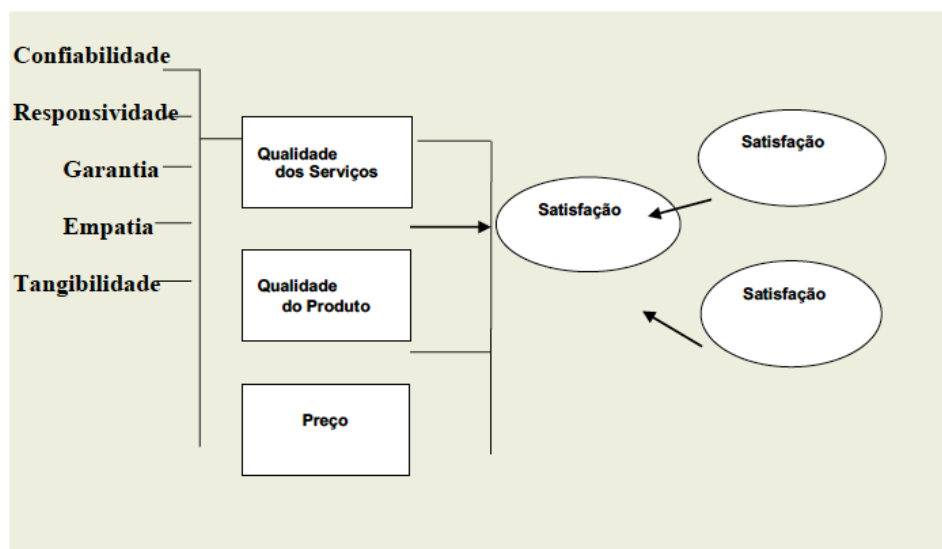 Confiabilidade
Responsividade
Garantia
Empatia
Tangibilidade
Qualidade
dos Serviços
Qualidade
do Produto
Preço
Satisfação
Satisfação
Satisfação